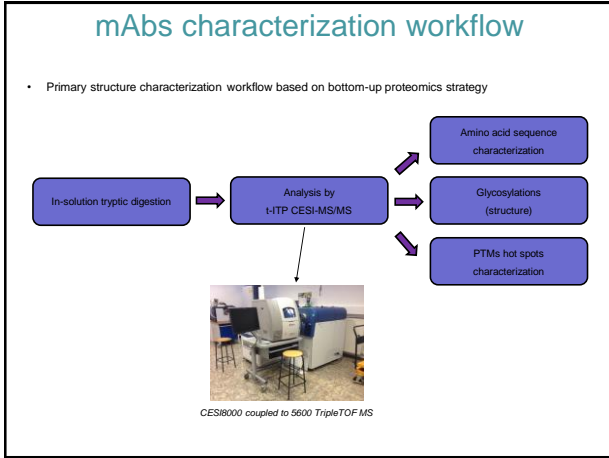 mAbs characterization workflow
• Primary structure characterization workflow based on bottom-up proteomics strategy
In-solution tryptic digestion
Analysis by
t-ITP CESI-MS/MS
Amino acid sequence
characterization
Glycosylations
(structure)
PTMs hot spots
characterization
CESI8000 coupled to 5600 TripleTOF MS